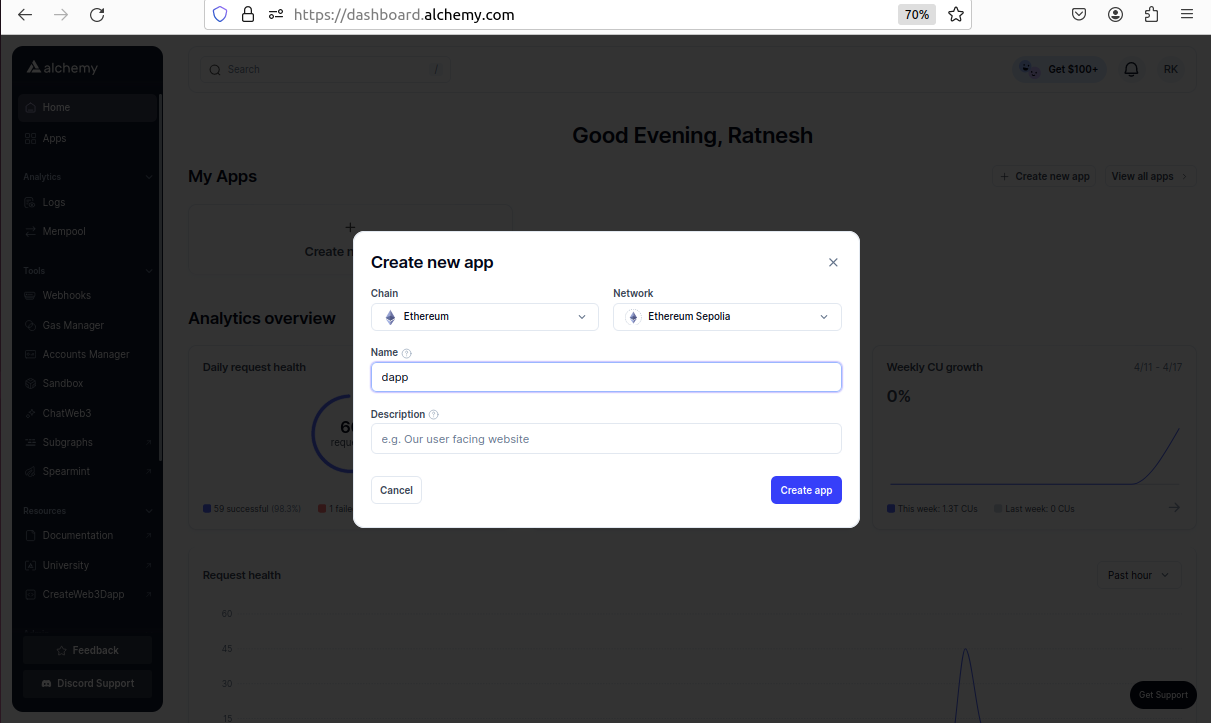 https://dashboard.alchemy.com
70%
alchemy
Search
/
Get $100+
RK
Home
Apps
Analytics
Logs
Mempool
Tools
Webhooks
Gas Manager
Accounts Manager
Sandbox
ChatWeb3
Subgraphs
Spearmint
Resources
Documentation
University
CreateWeb3Dapp
Feedback
Discord Support
Good Evening, Ratnesh
My Apps
+ Create new app
View all apps
+
Create n
Create new app
Chain
Network
Ethereum
Ethereum Sepolia
Name
dapp
Description
e.g. Our user facing website
Cancel
Create app
Analytics overview
Daily request health
6
requ
59 successful (98.3%)
1 faile
Weekly CU growth
4/11 - 4/17
0%
This week: 1.3T CUs
Last week: 0 CUs
Request health
Past hour
60
45
30
15
Get Support